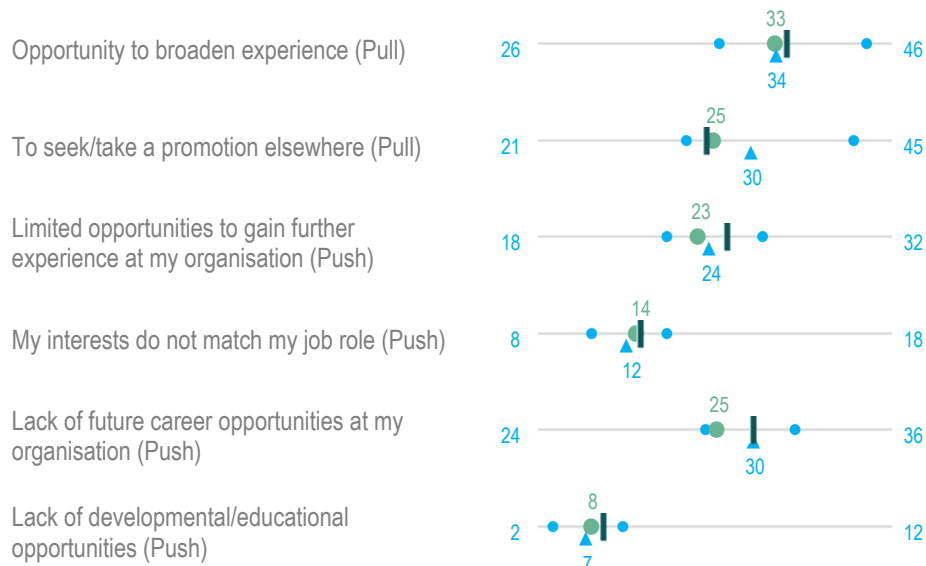 33
Opportunity to broaden experience (Pull) 26 46
34
25
To seek/take a promotion elsewhere (Pull) 21 45
30
Limited opportunities to gain further
23
experience at my organisation (Push) 18 32
24
14
My interests do not match my job role (Push) 8 18
12
Lack of future career opportunities at my
25
organisation (Push) 24 36
30
Lack of developmental/educational
8
opportunities (Push) 2 12
7